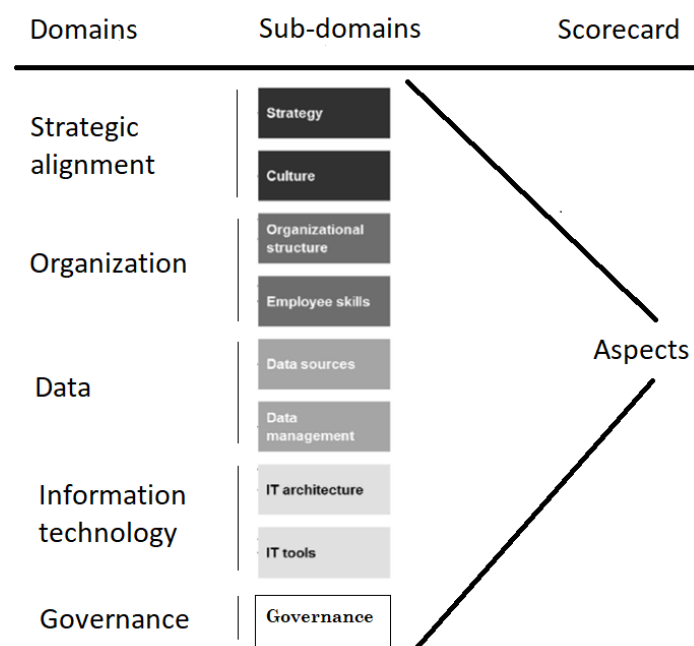 Domains
Sub-domains
Scorecard
Strategic
alignment
Strategy
Culture
Organization
Organizational
structure
Employee skills
Data
Data sources
Data
management
Information
technology
IT architecture
IT tools
Governance
Governance
Aspects